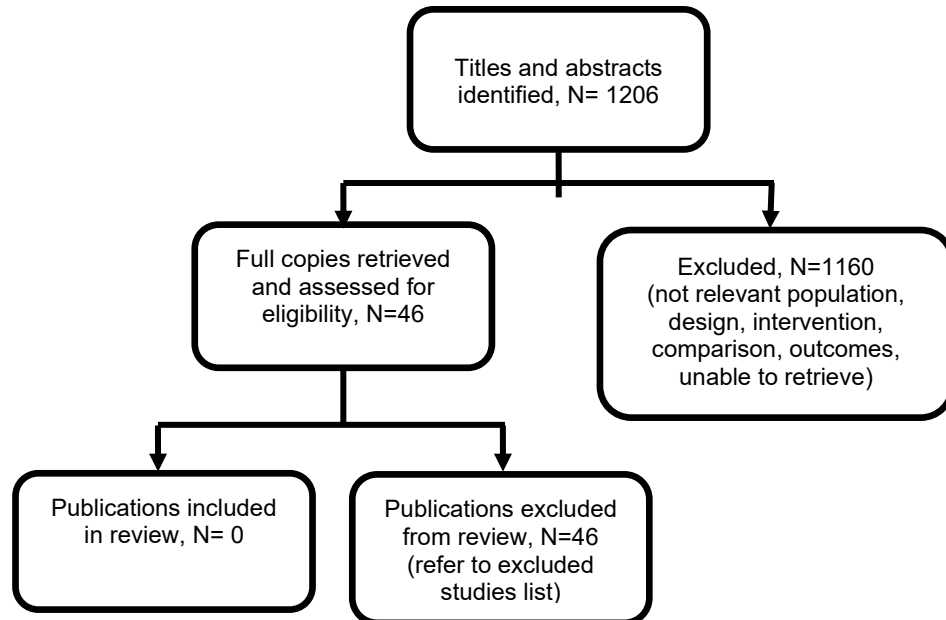 Titles and abstracts
identified, N= 1206
Full copies retrieved
and assessed for
eligibility, N=46
Excluded, N=1160
(not relevant population,
design, intervention,
comparison, outcomes,
unable to retrieve)
Publications included
in review, N= 0
Publications excluded
from review, N=46
(refer to excluded
studies list)